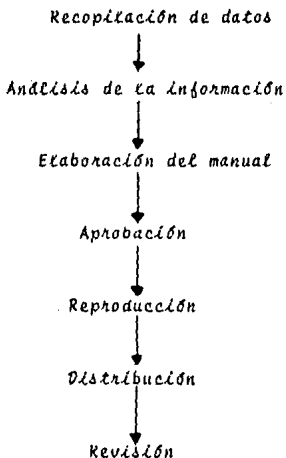 Recopilación de datos
Análisis de la información
Elaboración del manual
Aprobación
Reproducción
Distribución
Revisión